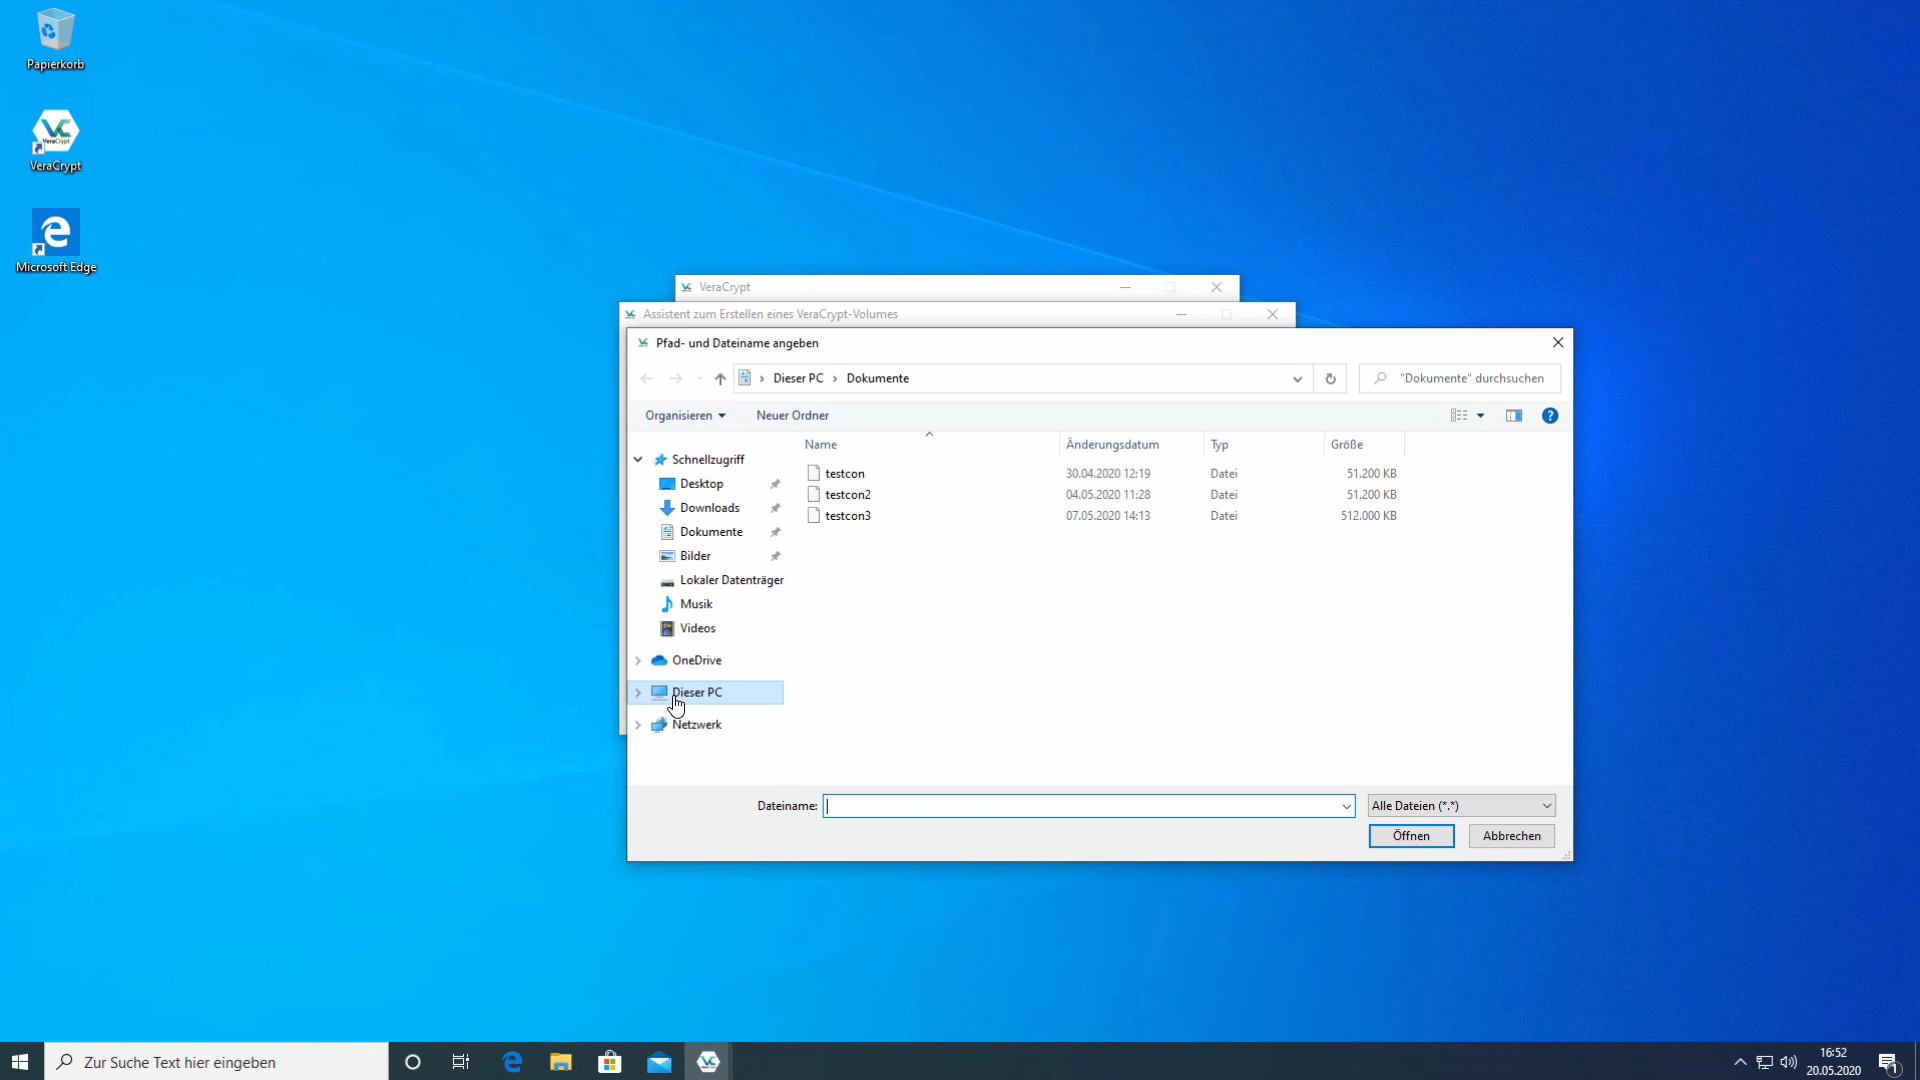 Papierkorb
VeraCrypt
VeraCrypt
Microsoft Edge
VeraCrypt
Assistent zum Erstellen eines VeraCrypt-Volumes
Pfad- und Dateiname angeben
Dieser PC
Dokumente
"Dokumente" durchsuchen
Organisieren
Neuer Ordner
Name
Änderungsdatum
Typ
Größe
Schnellzugriff
Desktop
Downloads
Dokumente
Bilder
Lokaler Datenträger
Musik
Videos
OneDrive
Dieser PC
Netzwerk
testcon 30.04.2020 12:19 Datei 51.200 KB
testcon2 04.05.2020 11:28 Datei 51.200 KB
testcon3 07.05.2020 14:13 Datei 512.000 KB
Dateiname:
Alle Dateien (*.*)
Öffnen
Abbrechen
Zur Suche Text hier eingeben
16:52
20.05.2020
1